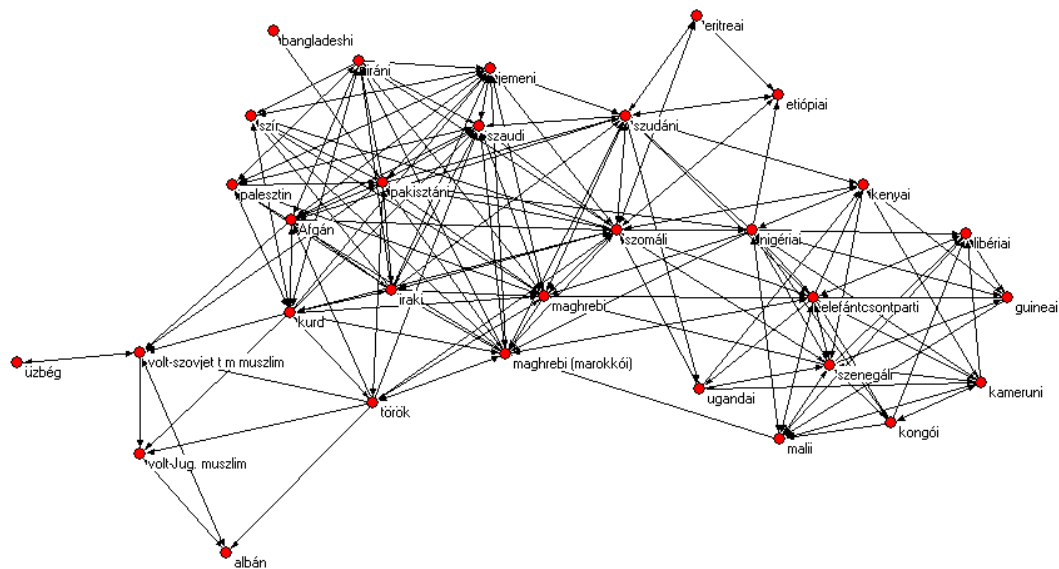 eritreai
bangladeshi
iráni
jemeni
etiópiai
szír
szaudi
szudáni
palesztin
pakisztáni
kenyai
Afgán
szomáli
nigériai
libériai
iraki
maghrebi
elefántcsontparti
guineai
kurd
volt-szovjet t m muszlim
maghrebi (marokkói)
üzbég
szenegáli
ugandai
kameruni
török
kongói
malii
volt-Jug. muszlim
albán